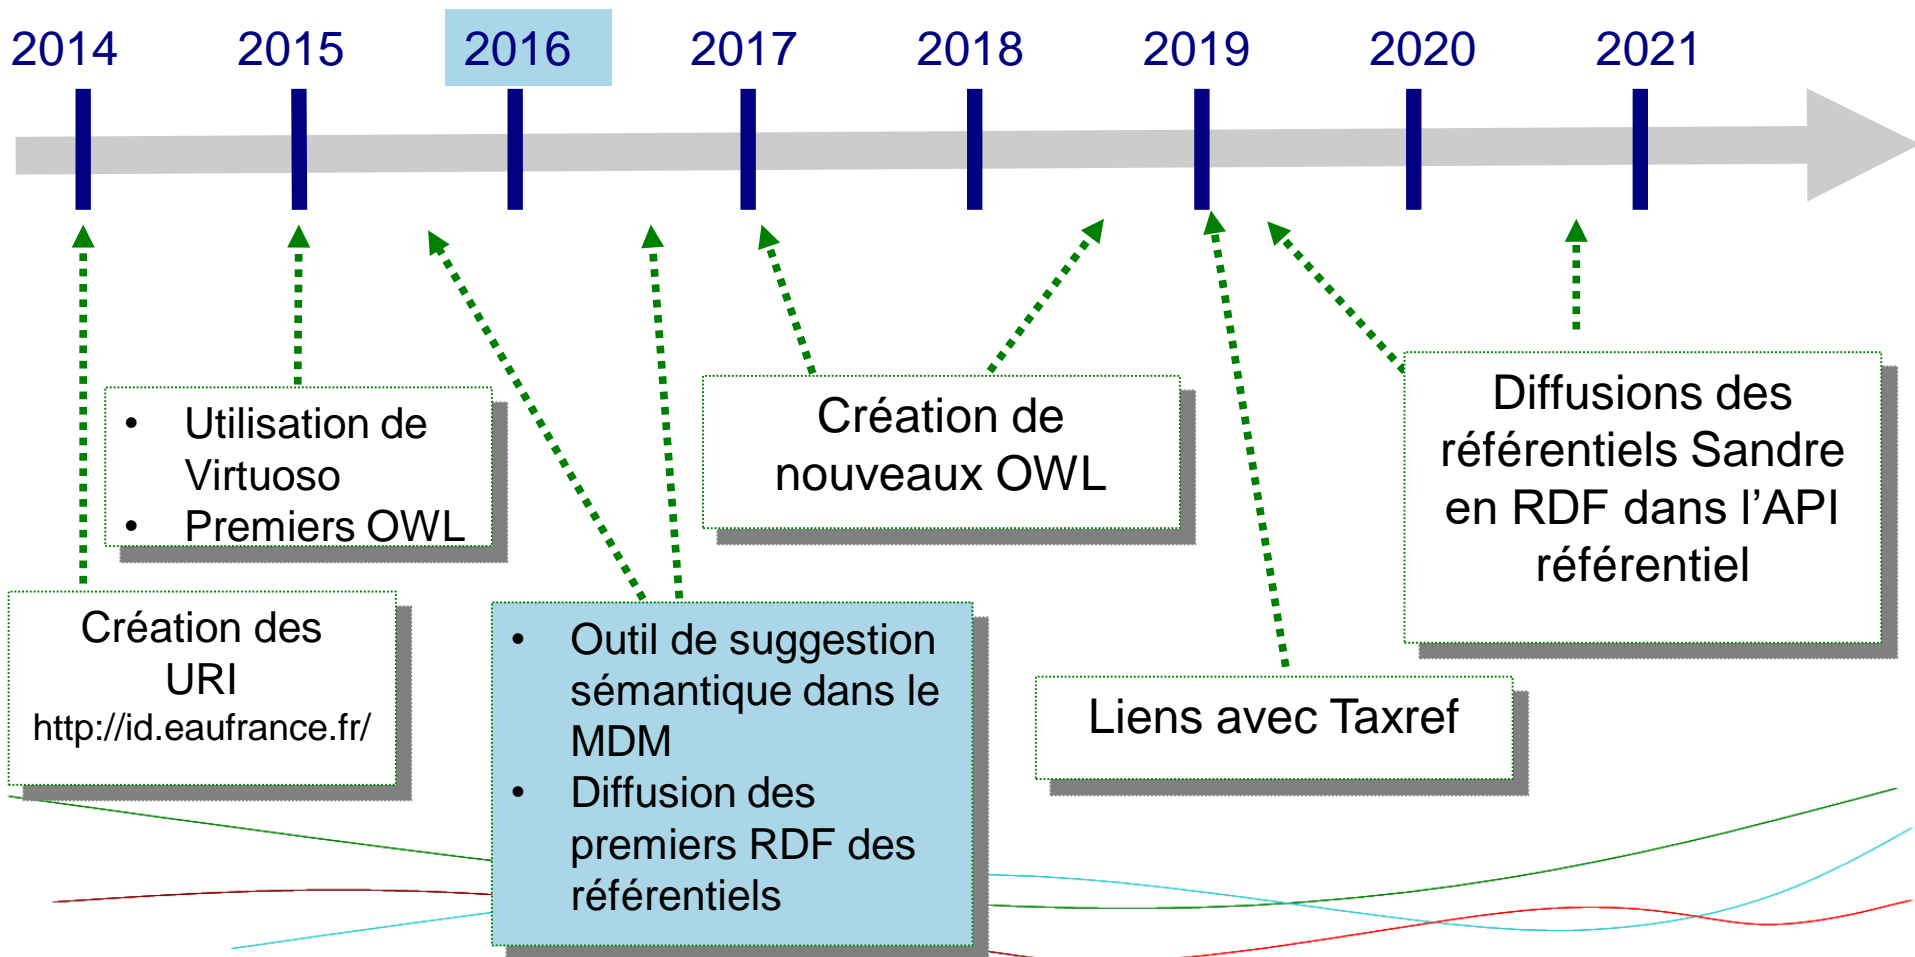 2014 2015 2016 2017 2018 2019 2020 2021
• Utilisation de
Virtuoso
• Premiers OWL
Création des
URI
http://id.eaufrance.fr/
• Outil de suggestion
sémantique dans le
MDM
• Diffusion des
premiers RDF des
référentiels
Création de
nouveaux OWL
Liens avec Taxref
Diffusions des
référentiels Sandre
en RDF dans l’API
référentiel